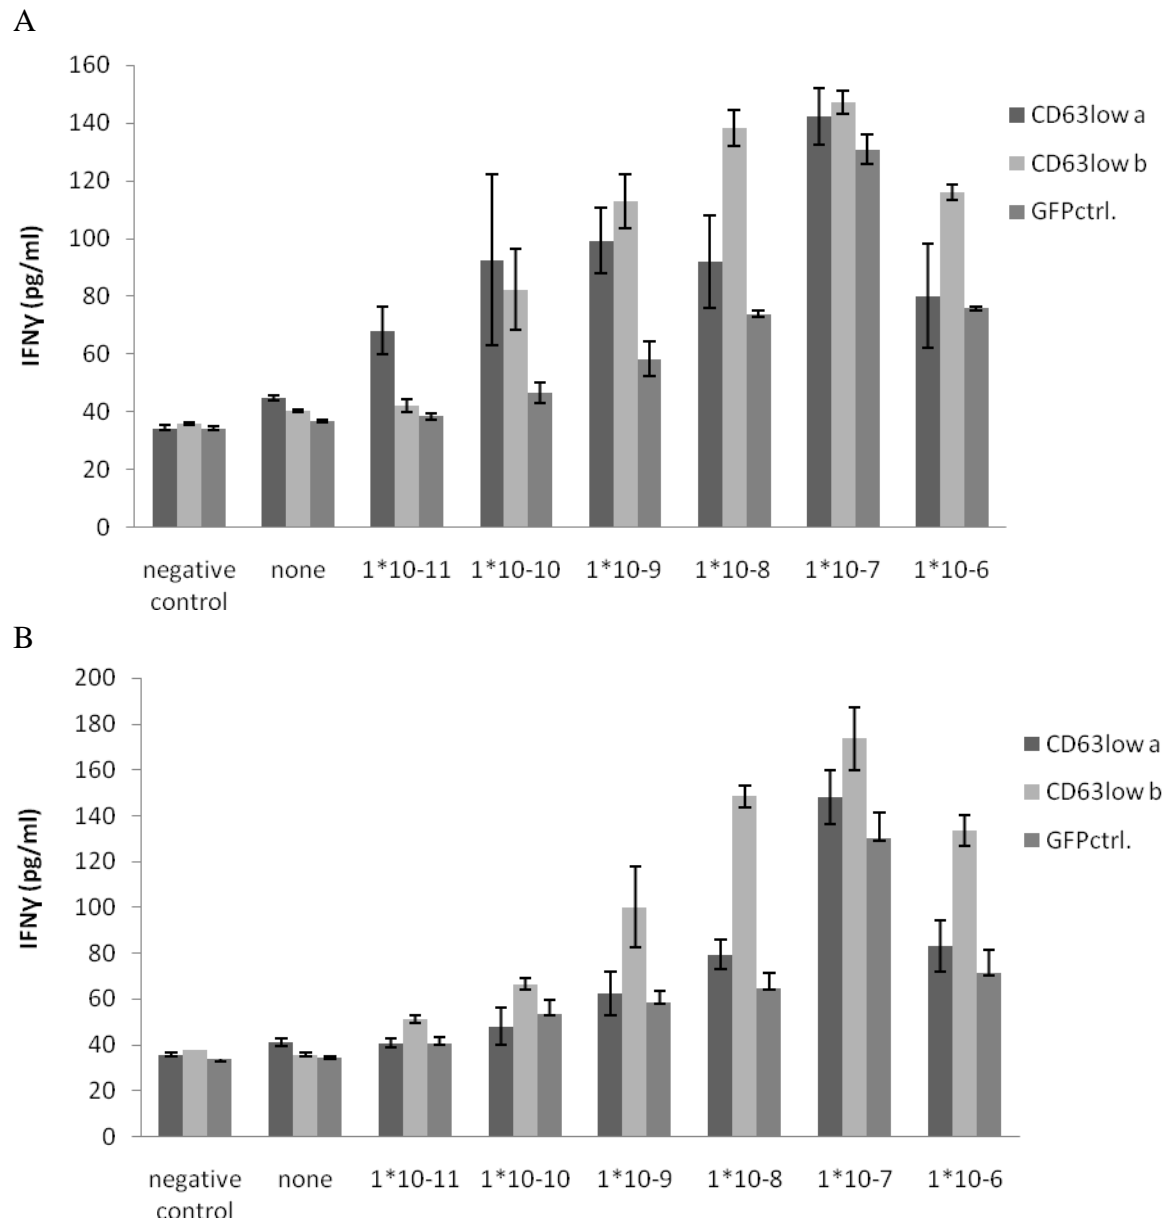 A
160
140
120
100
80
60
40
20
0
IFNγ (pg/ml)
negative
control
none
1*10-11
1*10-10
1*10-9
1*10-8
1*10-7
1*10-6
CD63low a
CD63low b
GFPctrl.
B
200
180
160
140
120
100
80
60
40
20
0
IFNγ (pg/ml)
negative
control
none
1*10-11
1*10-10
1*10-9
1*10-8
1*10-7
1*10-6
CD63low a
CD63low b
GFPctrl.